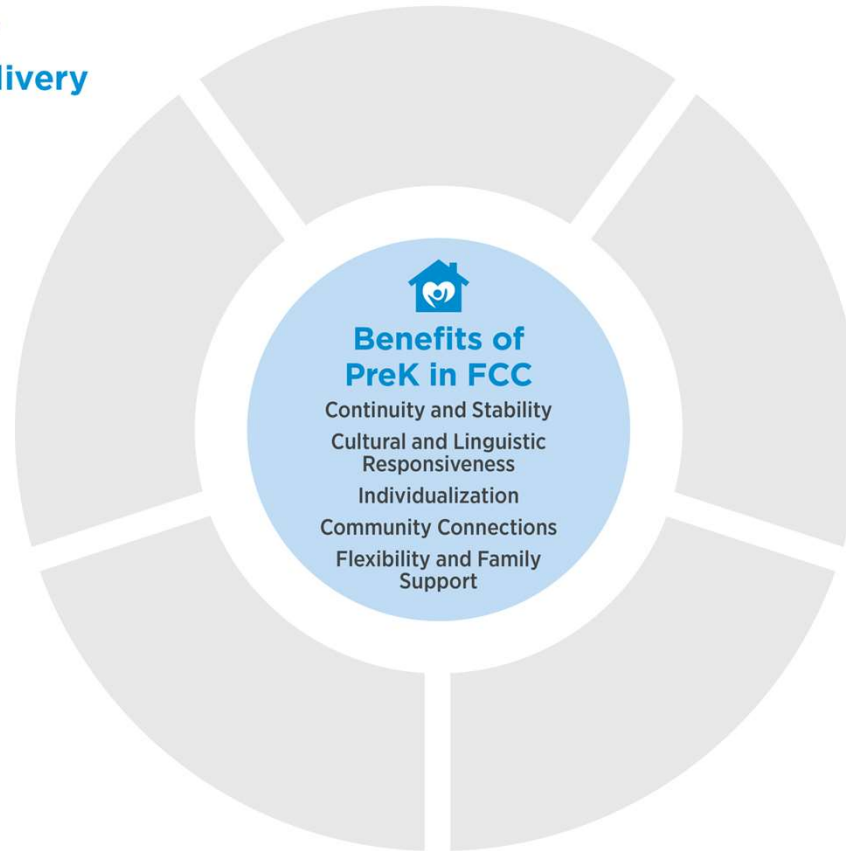 Benefits of
PreK in FCC
Continuity and Stability
Cultural and Linguistic
Responsiveness
Individualization
Community Connections
Flexibility and Family
Support